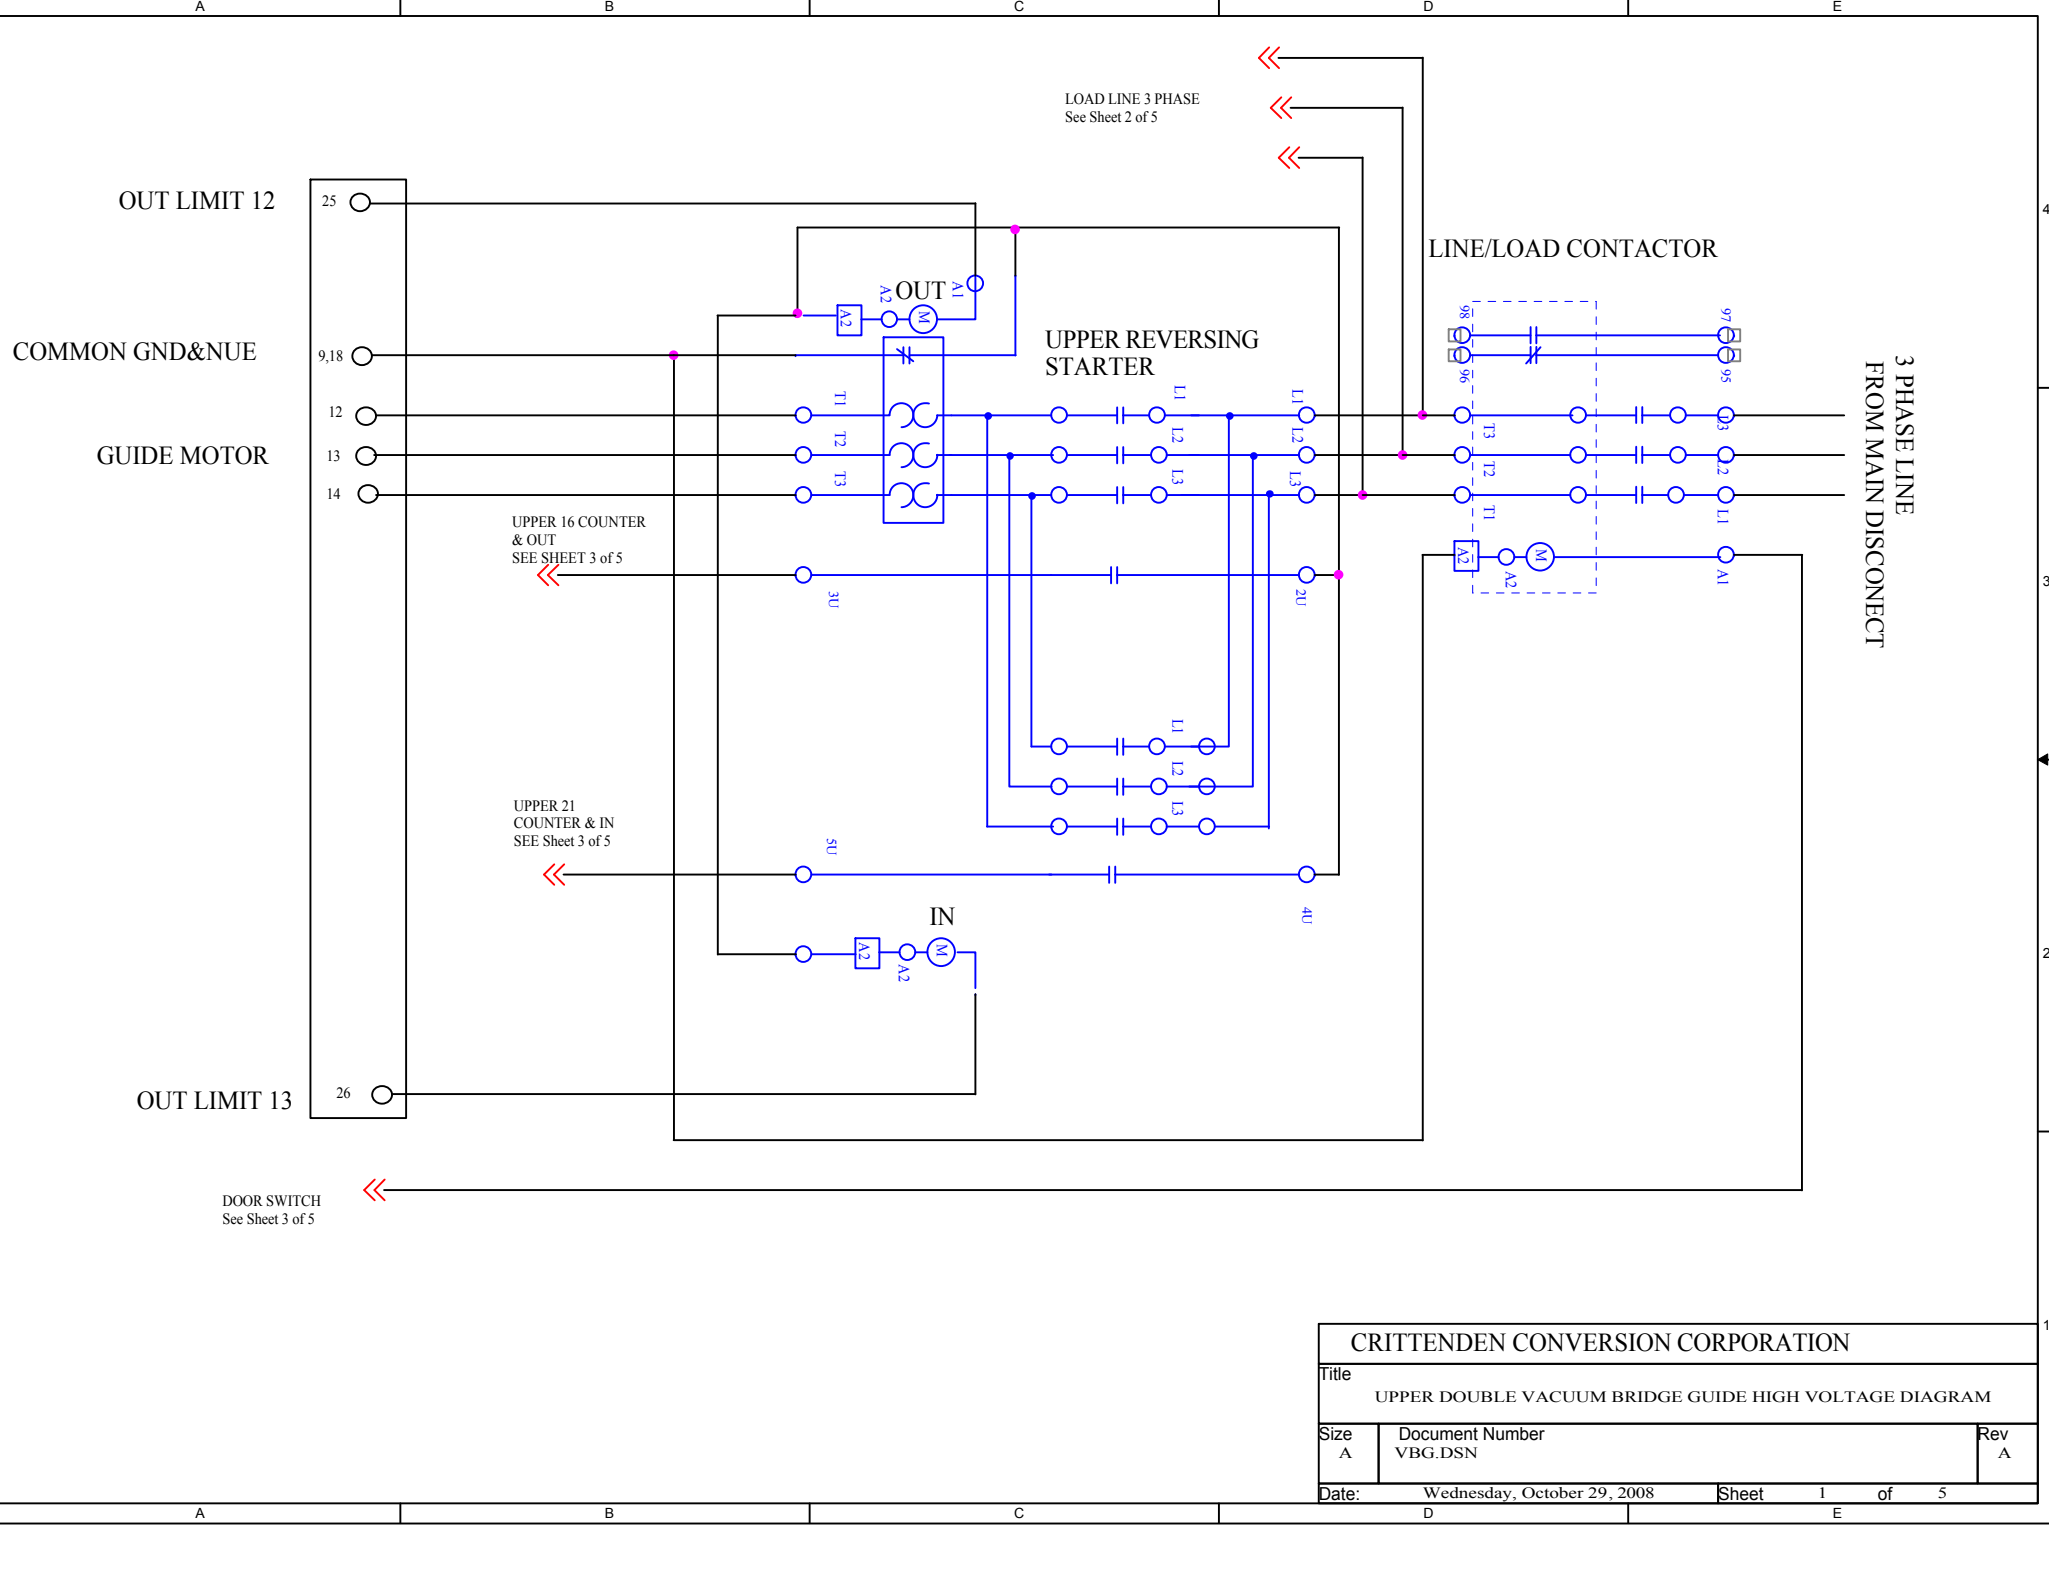 A
B
C
D
E
LOAD LINE 3 PHASE
See Sheet 2 of 5
OUT LIMIT 12
25
4
LINE/LOAD CONTACTOR
OUT
A2
A1
A2
M
98
97
UPPER REVERSING
STARTER
COMMON GND&NUE
9,18
96
95
3 PHASE LINE
FROM MAIN DISCONECT
12
T1
L1
L1
T3
L3
GUIDE MOTOR
13
T2
L2
L2
T2
L2
14
T3
L3
L3
T1
L1
UPPER 16 COUNTER
& OUT
SEE SHEET 3 of 5
A2
A2
M
A1
3
3U
2U
L1
L2
L3
UPPER 21
COUNTER & IN
SEE Sheet 3 of 5
5U
4U
IN
A2
A2
M
2
OUT LIMIT 13
26
DOOR SWITCH
See Sheet 3 of 5
1
CRITTENDEN CONVERSION CORPORATION
Title
UPPER DOUBLE VACUUM BRIDGE GUIDE HIGH VOLTAGE DIAGRAM
Size
A
Document Number
VBG.DSN
Rev
A
Date:
Wednesday, October 29, 2008
Sheet
1
of
5
A
B
C
D
E